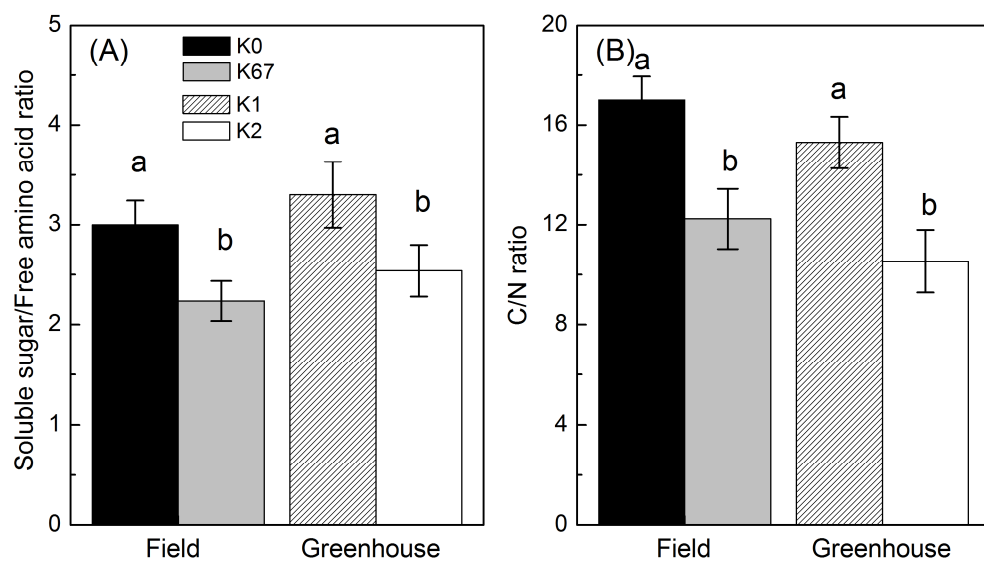 (A)
K0
K67
K1
K2
Soluble sugar/Free amino acid ratio
5
4
3
2
1
0
a
b
a
b
Field
Greenhouse
(B)
C/N ratio
20
16
12
8
4
0
a
b
a
b
Field
Greenhouse